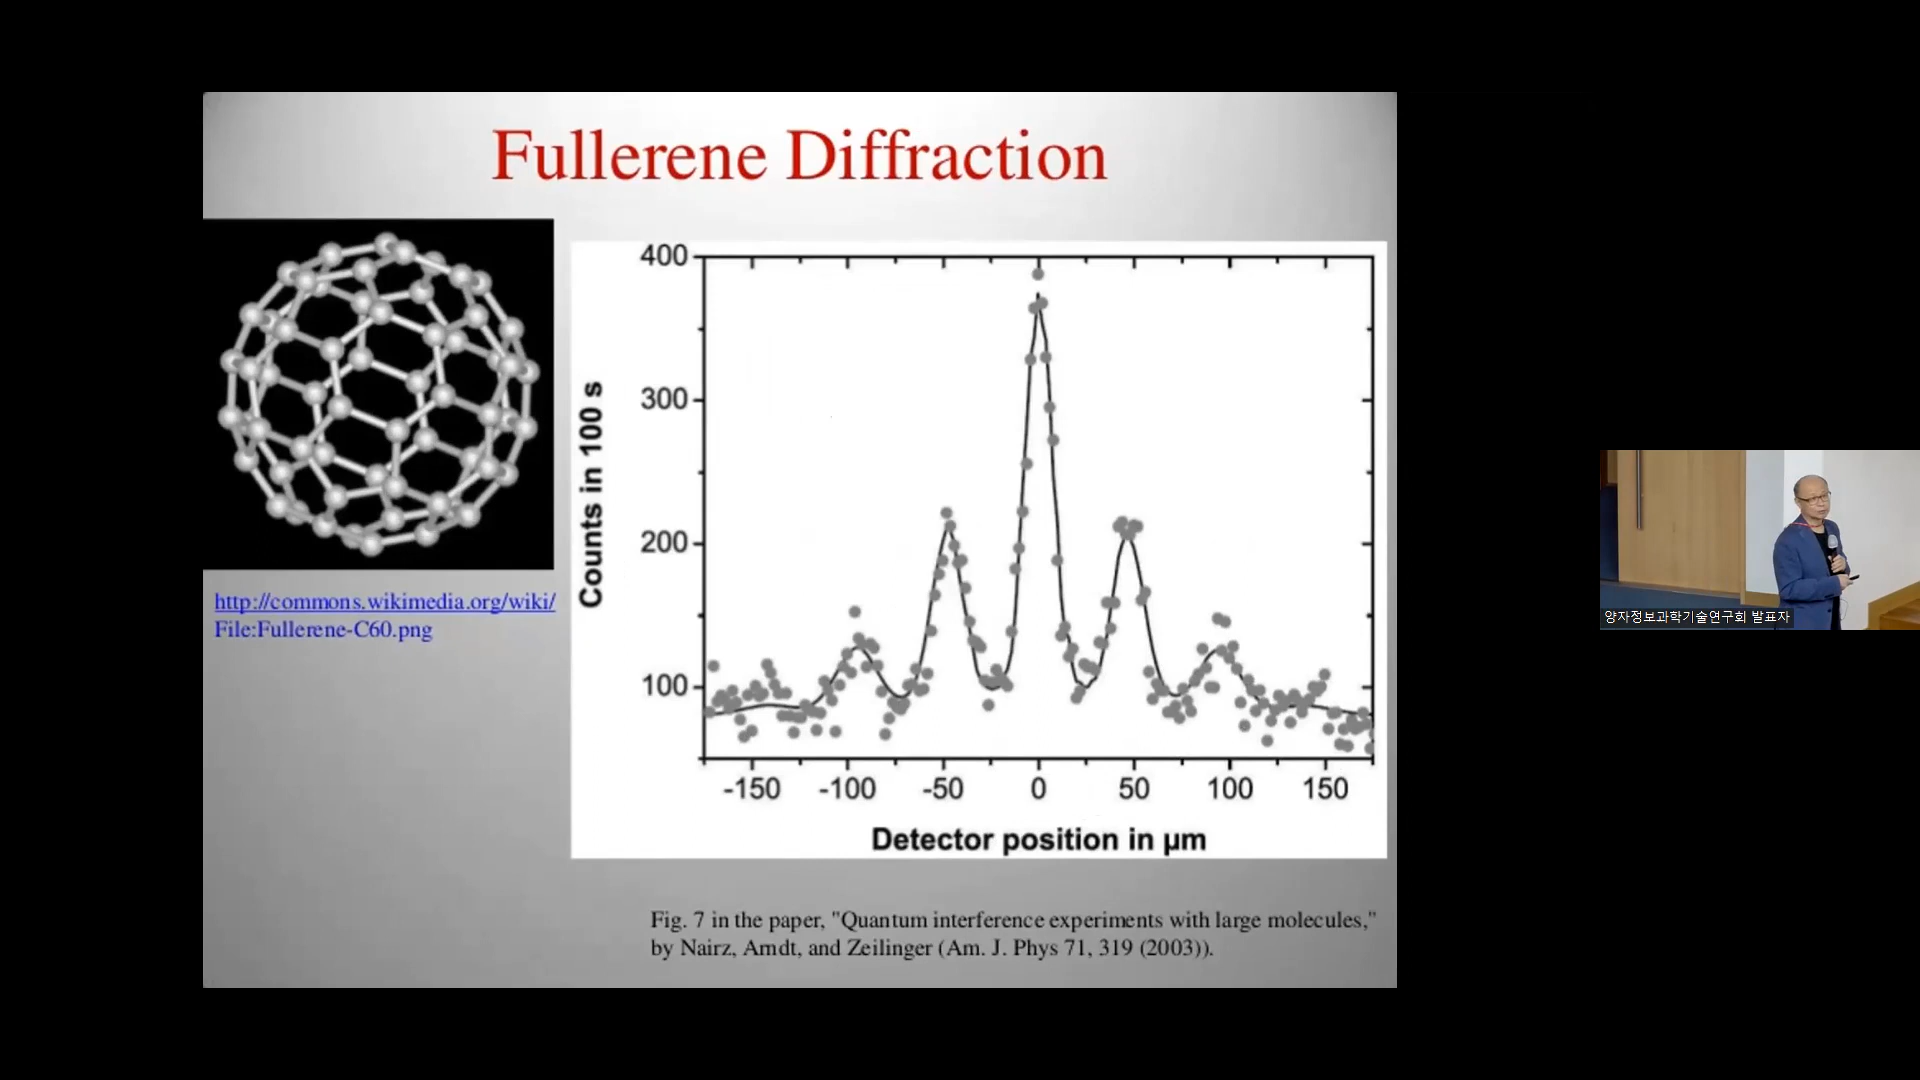 Fullerene Diffraction
http://commons.wikimedia.org/wiki/
File:Fullerene-C60.png
400
300
200
100
Counts in 100 s
-150 -100 -50 0 50 100 150
Detector position in µm
Fig. 7 in the paper, "Quantum interference experiments with large molecules,"
by Nairz, Arndt, and Zeilinger (Am. J. Phys 71, 319 (2003)).
양자정보과학기술연구회 발표자